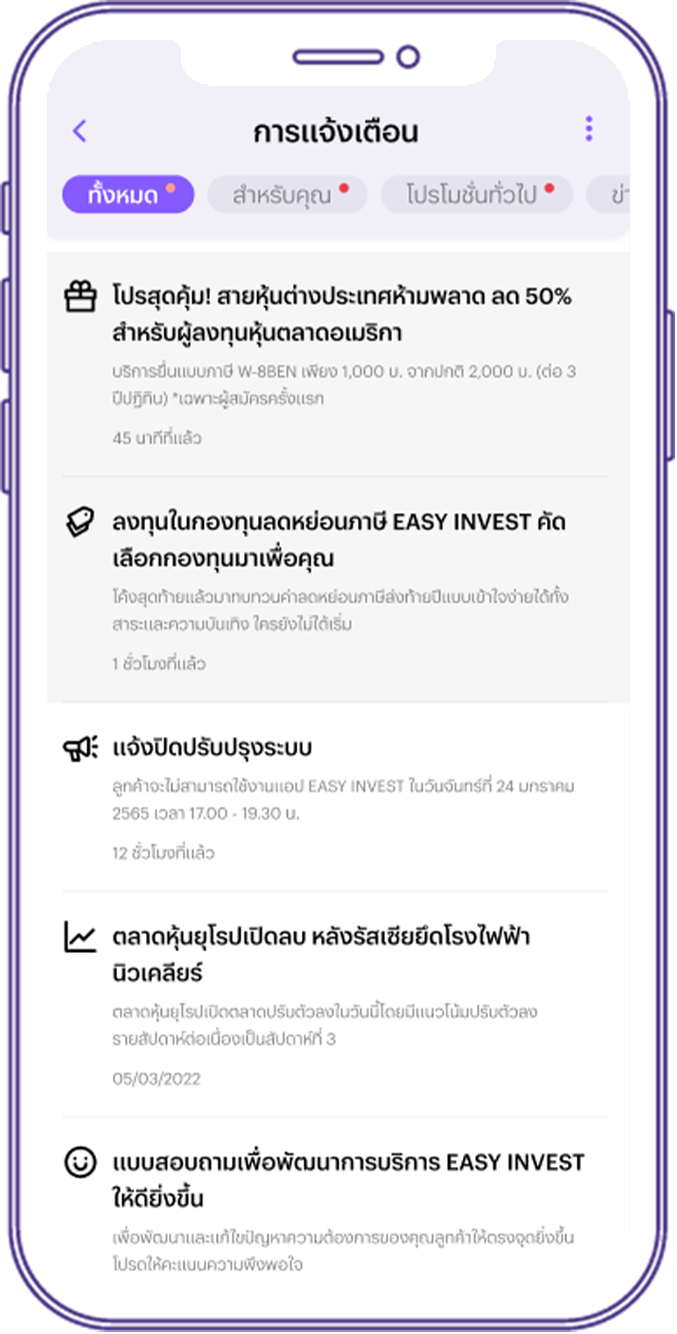 การแจ้งเตือน
ทั้งหมด
สำหรับคุณ
โปรโมชั่นทั่วไป
ข่า
โปรสุดคุ้ม! สายหุ้นต่างประเทศห้ามพลาด ลด 50%
สำหรับผู้ลงทุนหุ้นตลาดอเมริกา
บริการยื่นแบบภาษี W-8BEN เพียง 1,000 บ. จากปกติ 2,000 บ. (ต่อ 3
ปีปฏิทิน) *เฉพาะผู้สมัครครั้งแรก
45 นาทีที่แล้ว
ลงทุนในกองทุนลดหย่อนภาษี EASY INVEST คัด
เลือกกองทุนมาเพื่อคุณ
โค้งสุดท้ายแล้วมาทบทวนค่าลดหย่อนภาษีส่งท้ายปีแบบเข้าใจง่ายได้ทั้ง
สาระและความบันเทิง ใครยังไม่ได้เริ่ม
1 ชั่วโมงที่แล้ว
แจ้งปิดปรับปรุงระบบ
ลูกค้าจะไม่สามารถใช้งานแอป EASY INVEST ในวันจันทร์ที่ 24 มกราคม
2565 เวลา 17.00 - 19.30 น.
12 ชั่วโมงที่แล้ว
ตลาดหุ้นยุโรปเปิดลบ หลังรัสเซียยึดโรงไฟฟ้า
นิวเคลียร์
ตลาดหุ้นยุโรปเปิดตลาดปรับตัวลงในวันนี้โดยมีแนวโน้มปรับตัวลง
รายสัปดาห์ต่อเนื่องเป็นสัปดาห์ที่ 3
05/03/2022
แบบสอบถามเพื่อพัฒนาการบริการ EASY INVEST
ให้ดียิ่งขึ้น
เพื่อพัฒนาและแก้ไขปัญหาความต้องการของคุณลูกค้าให้ตรงจุดยิ่งขึ้น
โปรดให้คะแนนความพึงพอใจ